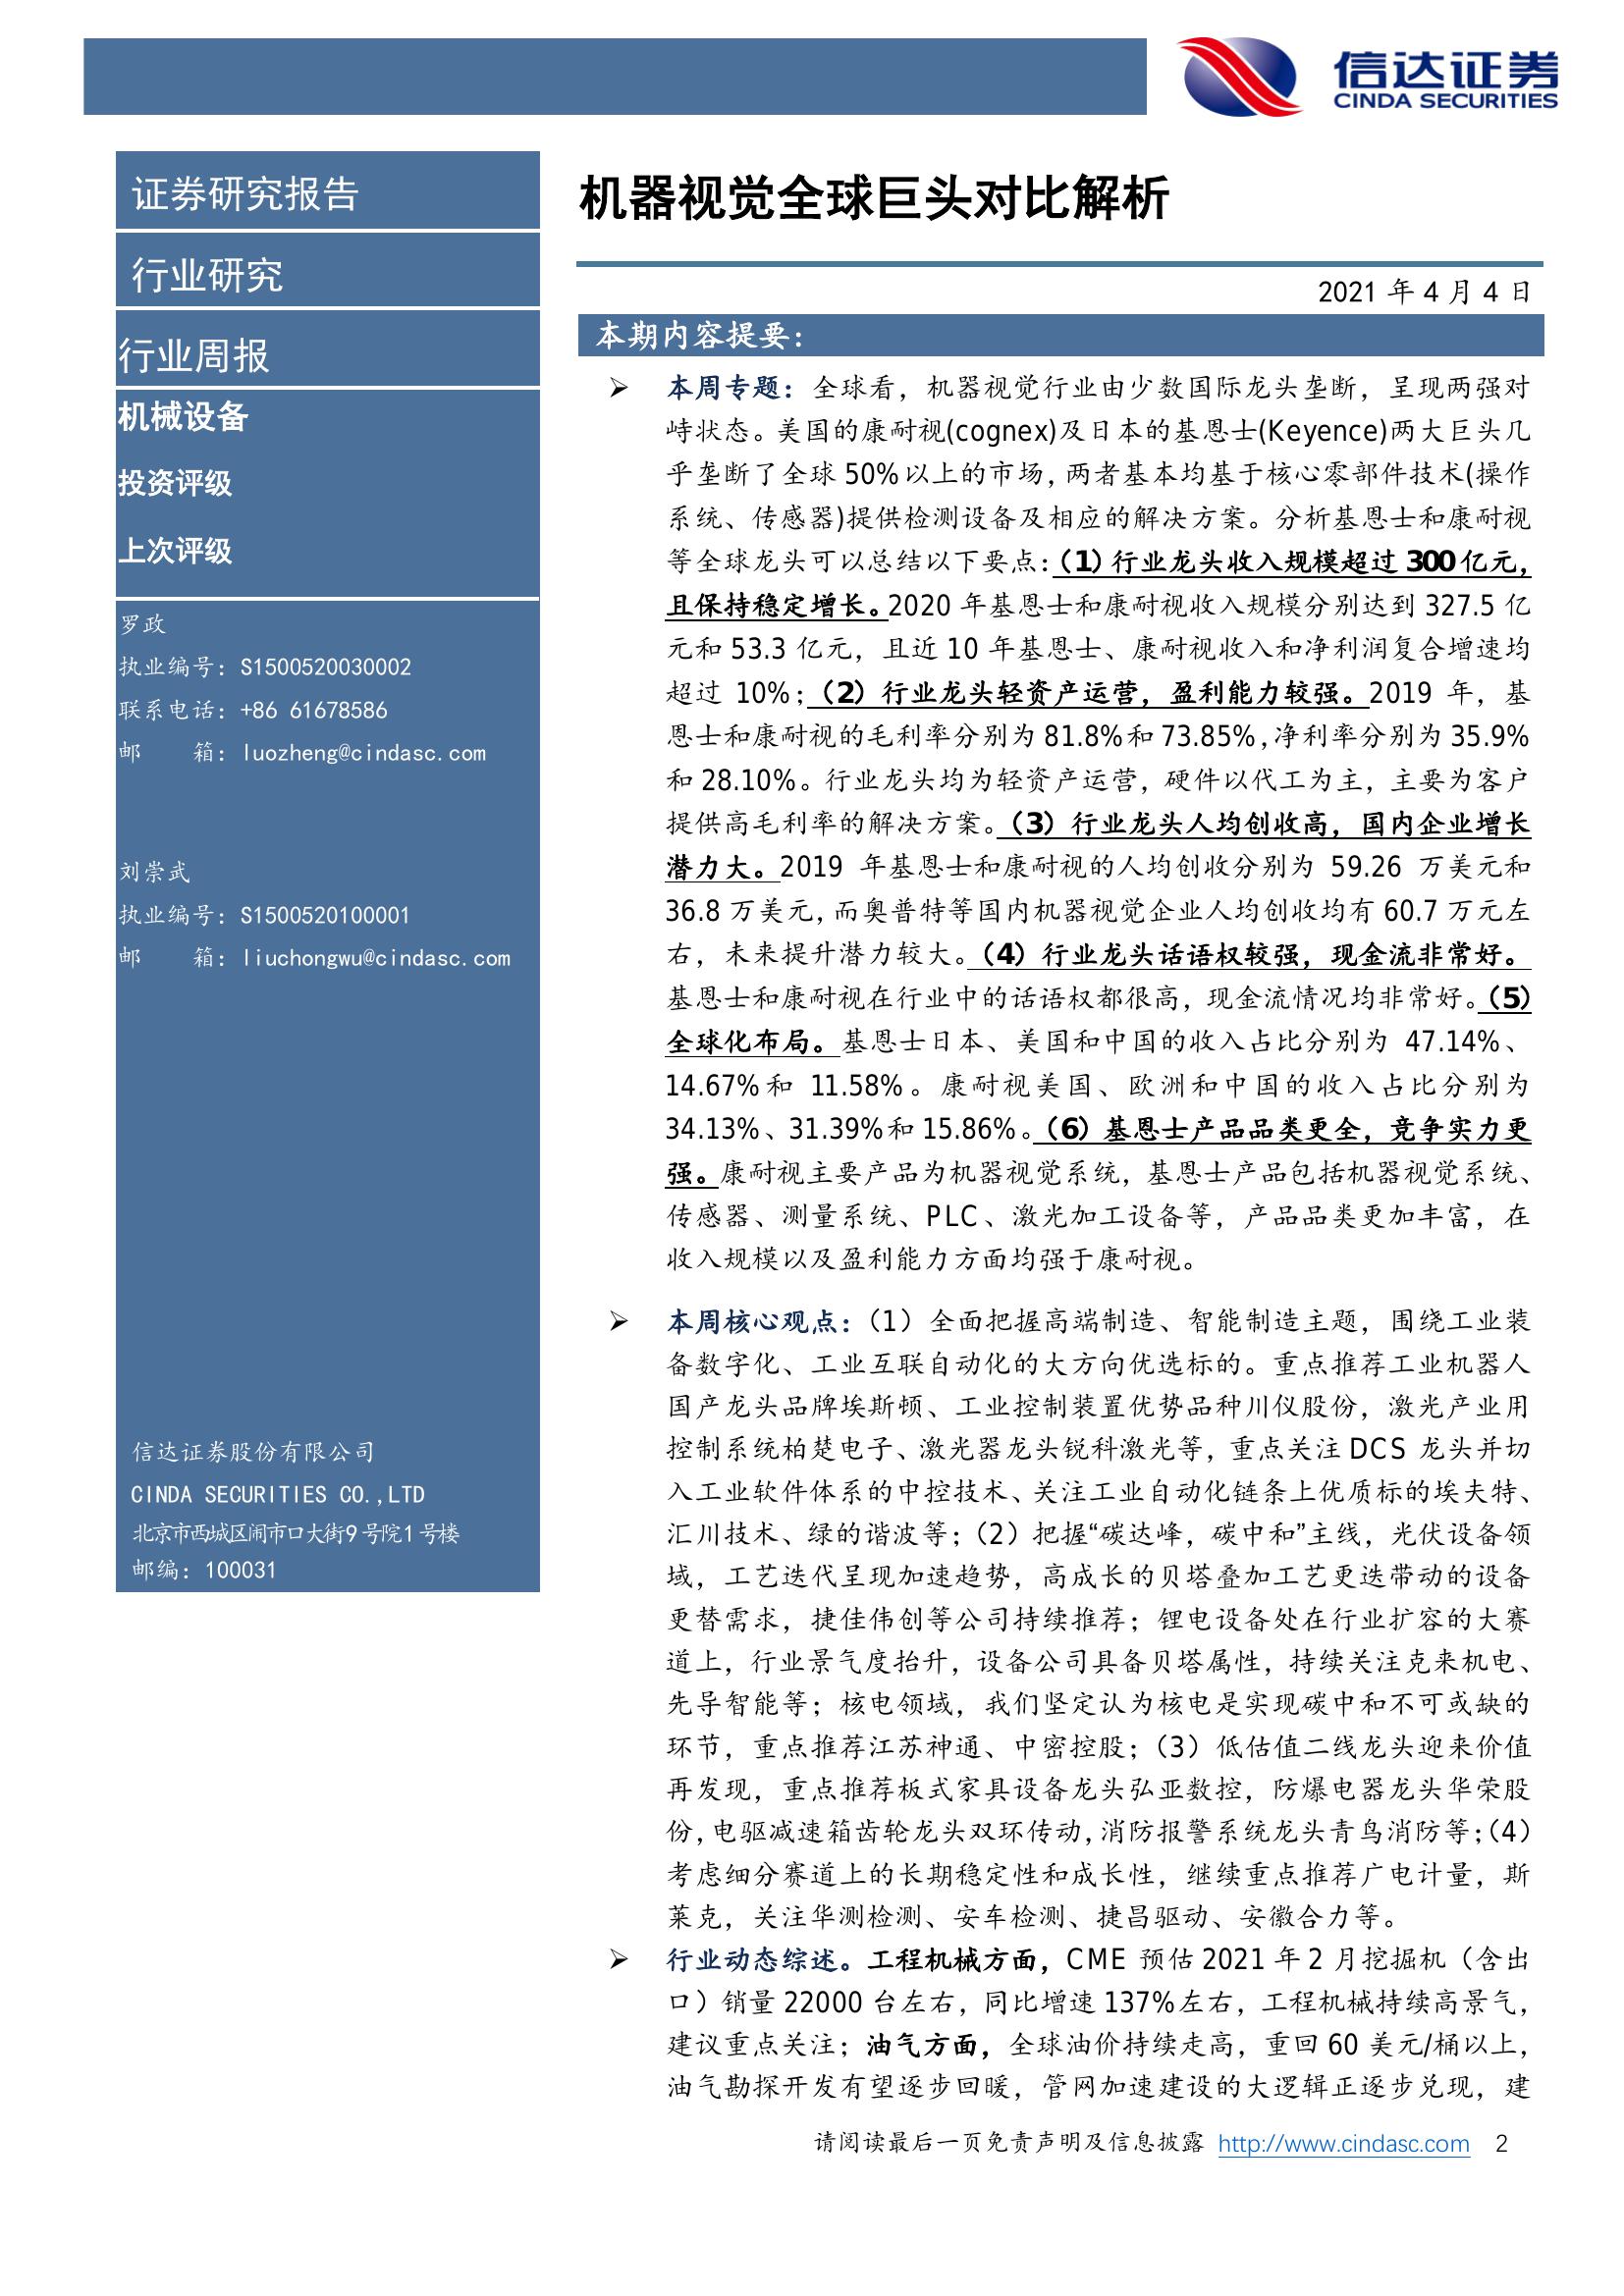 信达证券
CINDA SECURITIES
证券研究报告
行业研究
行业周报
机械设备
投资评级
上次评级
罗政
执业编号：S1500520030002
联系电话：+86 61678586
邮 箱：luozheng@cindasc.com
刘崇武
执业编号：S1500520100001
邮 箱：liuchongwu@cindasc.com
信达证券股份有限公司
CINDA SECURITIES CO.,LTD
北京市西城区闹市口大街9号院1号楼
邮编：100031
机器视觉全球巨头对比解析
2021 年 4 月 4 日
本期内容提要：
➢ 本周专题：全球看，机器视觉行业由少数国际龙头垄断，呈现两强对
峙状态。美国的康耐视(cognex)及日本的基恩士(Keyence)两大巨头几
乎垄断了全球 50%以上的市场，两者基本均基于核心零部件技术(操作
系统、传感器)提供检测设备及相应的解决方案。分析基恩士和康耐视
等全球龙头可以总结以下要点：（1）行业龙头收入规模超过 300 亿元，
且保持稳定增长。2020 年基恩士和康耐视收入规模分别达到 327.5 亿
元和 53.3 亿元，且近 10 年基恩士、康耐视收入和净利润复合增速均
超过 10%；（2）行业龙头轻资产运营，盈利能力较强。2019 年，基
恩士和康耐视的毛利率分别为 81.8%和 73.85%，净利率分别为 35.9%
和 28.10%。行业龙头均为轻资产运营，硬件以代工为主，主要为客户
提供高毛利率的解决方案。（3）行业龙头人均创收高，国内企业增长
潜力大。2019 年基恩士和康耐视的人均创收分别为 59.26 万美元和
36.8 万美元，而奥普特等国内机器视觉企业人均创收均有 60.7 万元左
右，未来提升潜力较大。（4）行业龙头话语权较强，现金流非常好。
基恩士和康耐视在行业中的话语权都很高，现金流情况均非常好。（5）
全球化布局。基恩士日本、美国和中国的收入占比分别为 47.14%、
14.67%和 11.58%。康耐视美国、欧洲和中国的收入占比分别为
34.13%、31.39%和 15.86%。（6）基恩士产品品类更全，竞争实力更
强。康耐视主要产品为机器视觉系统，基恩士产品包括机器视觉系统、
传感器、测量系统、PLC、激光加工设备等，产品品类更加丰富，在
收入规模以及盈利能力方面均强于康耐视。
➢ 本周核心观点：（1）全面把握高端制造、智能制造主题，围绕工业装
备数字化、工业互联自动化的大方向优选标的。重点推荐工业机器人
国产龙头品牌埃斯顿、工业控制装置优势品种川仪股份，激光产业用
控制系统柏楚电子、激光器龙头锐科激光等，重点关注 DCS 龙头并切
入工业软件体系的中控技术、关注工业自动化链条上优质标的埃夫特、
汇川技术、绿的谐波等；（2）把握“碳达峰，碳中和”主线，光伏设备领
域，工艺迭代呈现加速趋势，高成长的贝塔叠加工艺更迭带动的设备
更替需求，捷佳伟创等公司持续推荐；锂电设备处在行业扩容的大赛
道上，行业景气度抬升，设备公司具备贝塔属性，持续关注克来机电、
先导智能等；核电领域，我们坚定认为核电是实现碳中和不可或缺的
环节，重点推荐江苏神通、中密控股；（3）低估值二线龙头迎来价值
再发现，重点推荐板式家具设备龙头弘亚数控，防爆电器龙头华荣股
份，电驱减速箱齿轮龙头双环传动，消防报警系统龙头青鸟消防等；（4）
考虑细分赛道上的长期稳定性和成长性，继续重点推荐广电计量，斯
莱克，关注华测检测、安车检测、捷昌驱动、安徽合力等。
➢ 行业动态综述。工程机械方面，CME 预估 2021 年 2 月挖掘机（含出
口）销量 22000 台左右，同比增速 137%左右，工程机械持续高景气，
建议重点关注；油气方面，全球油价持续走高，重回 60 美元/桶以上，
油气勘探开发有望逐步回暖，管网加速建设的大逻辑正逐步兑现，建
请阅读最后一页免责声明及信息披露 http://www.cindasc.com 2